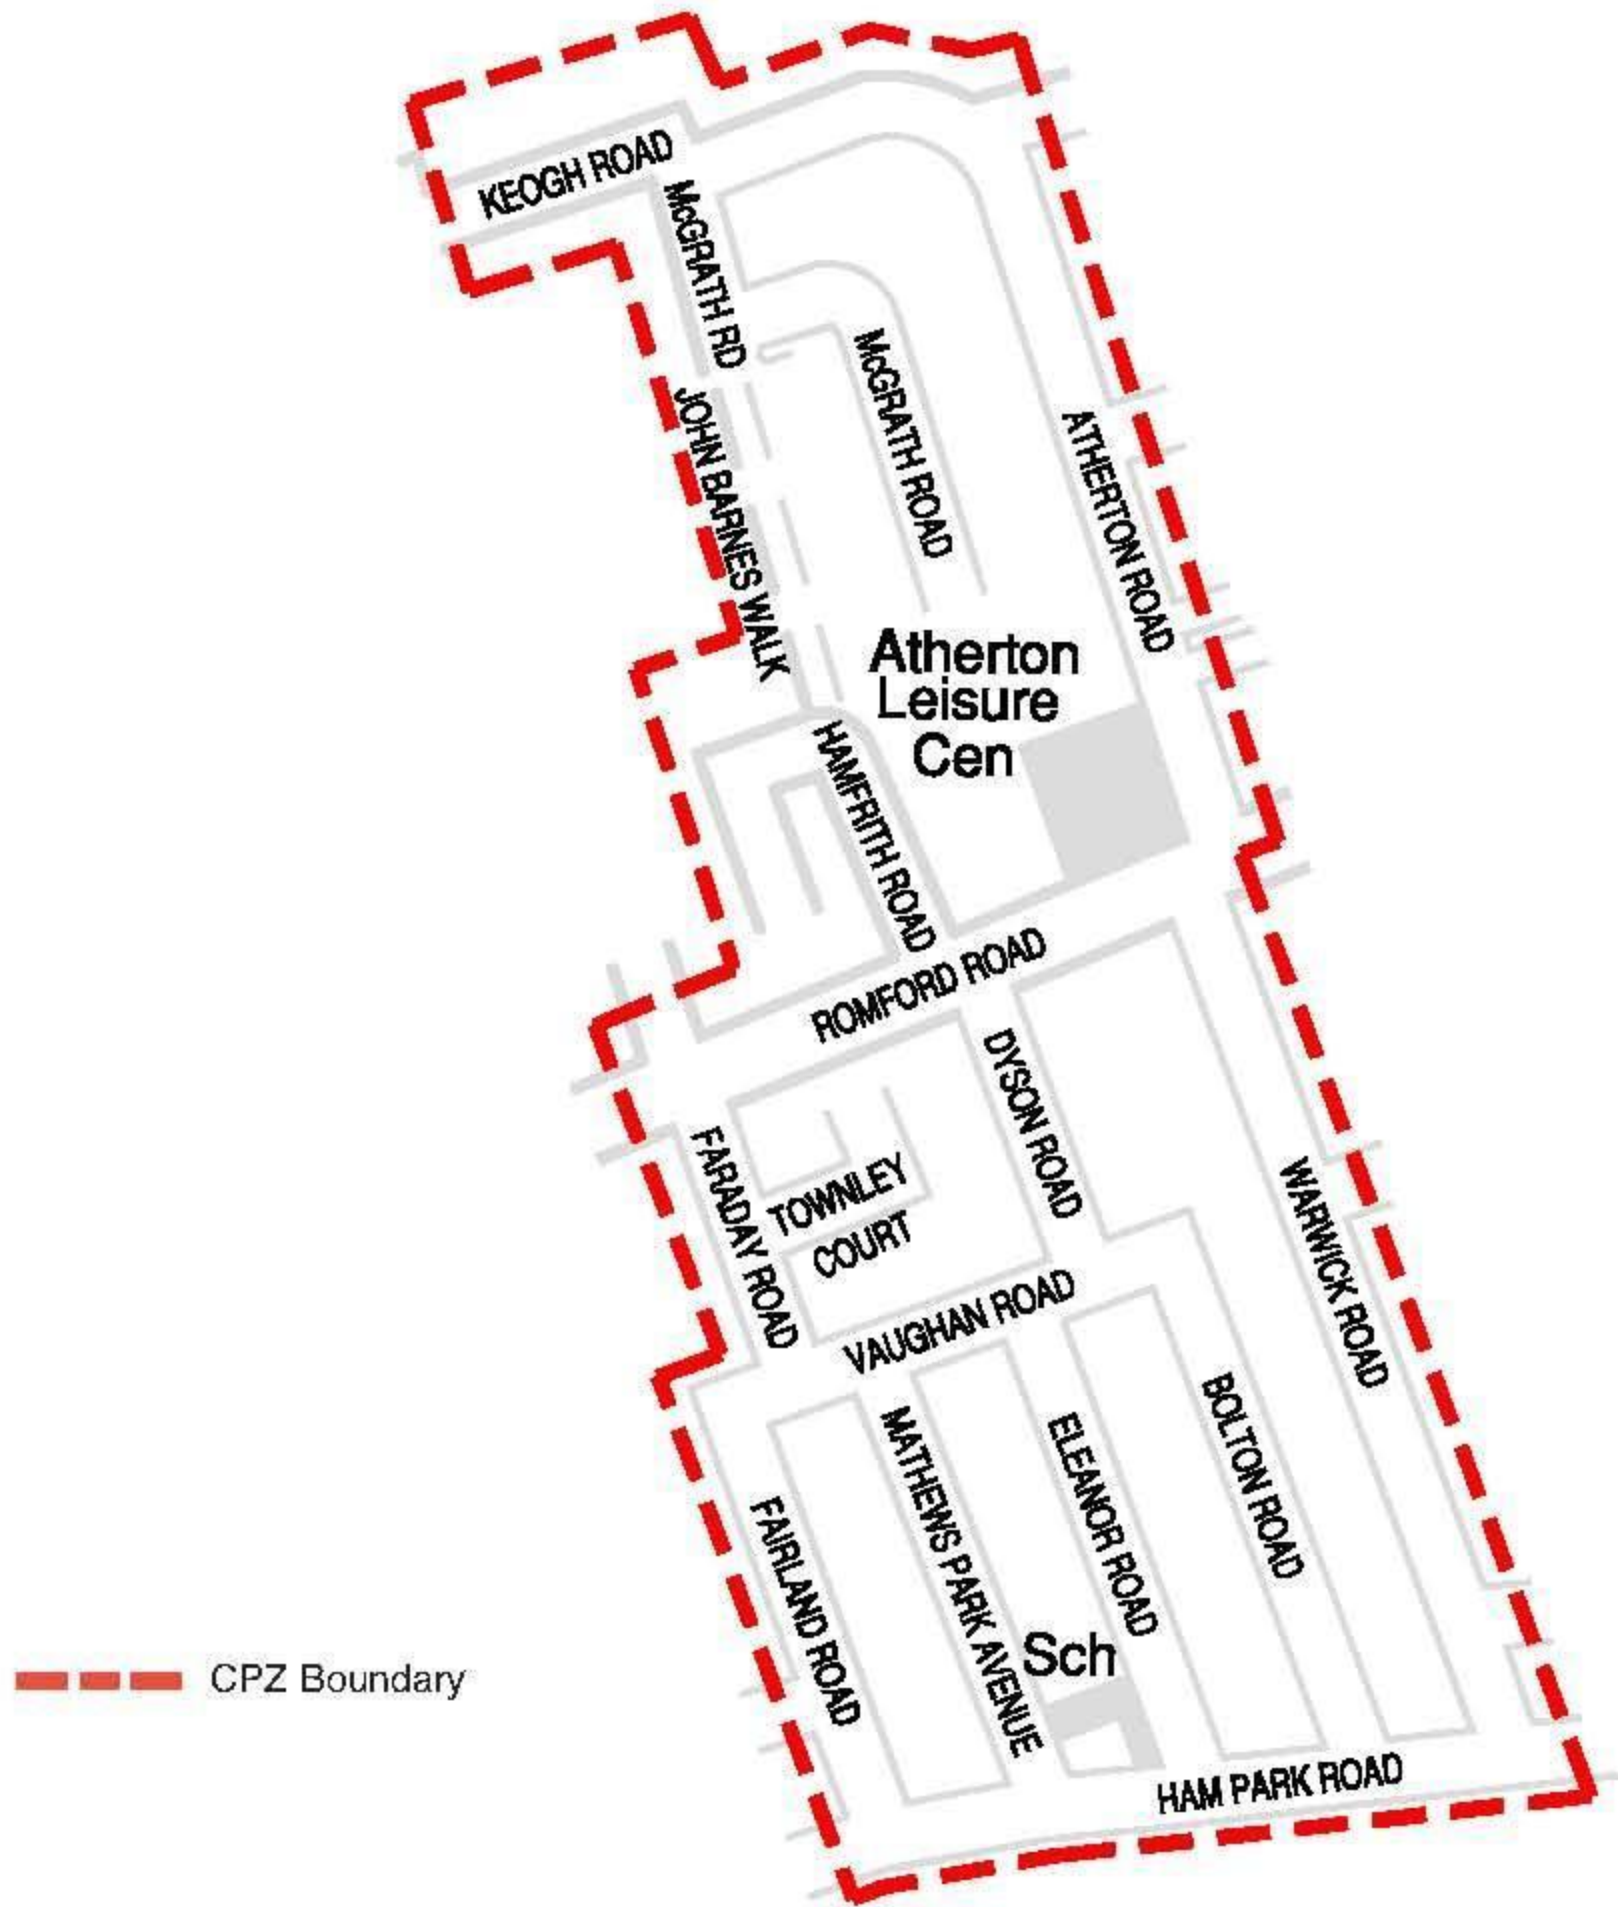 KEOGH ROAD
McGRATH RD
McGRATH ROAD
JOHN BARNES WALK
ATHERTON ROAD
Atherton
Leisure
Cen
HAMFRITH ROAD
ROMFORD ROAD
DYSON ROAD
FARADAY ROAD
TOWNLEY
COURT
WARWICK ROAD
VAUGHAN ROAD
BOLTON ROAD
MATHEWS PARK AVENUE
ELEANOR ROAD
FAIRLAND ROAD
Sch
CPZ Boundary
HAM PARK ROAD